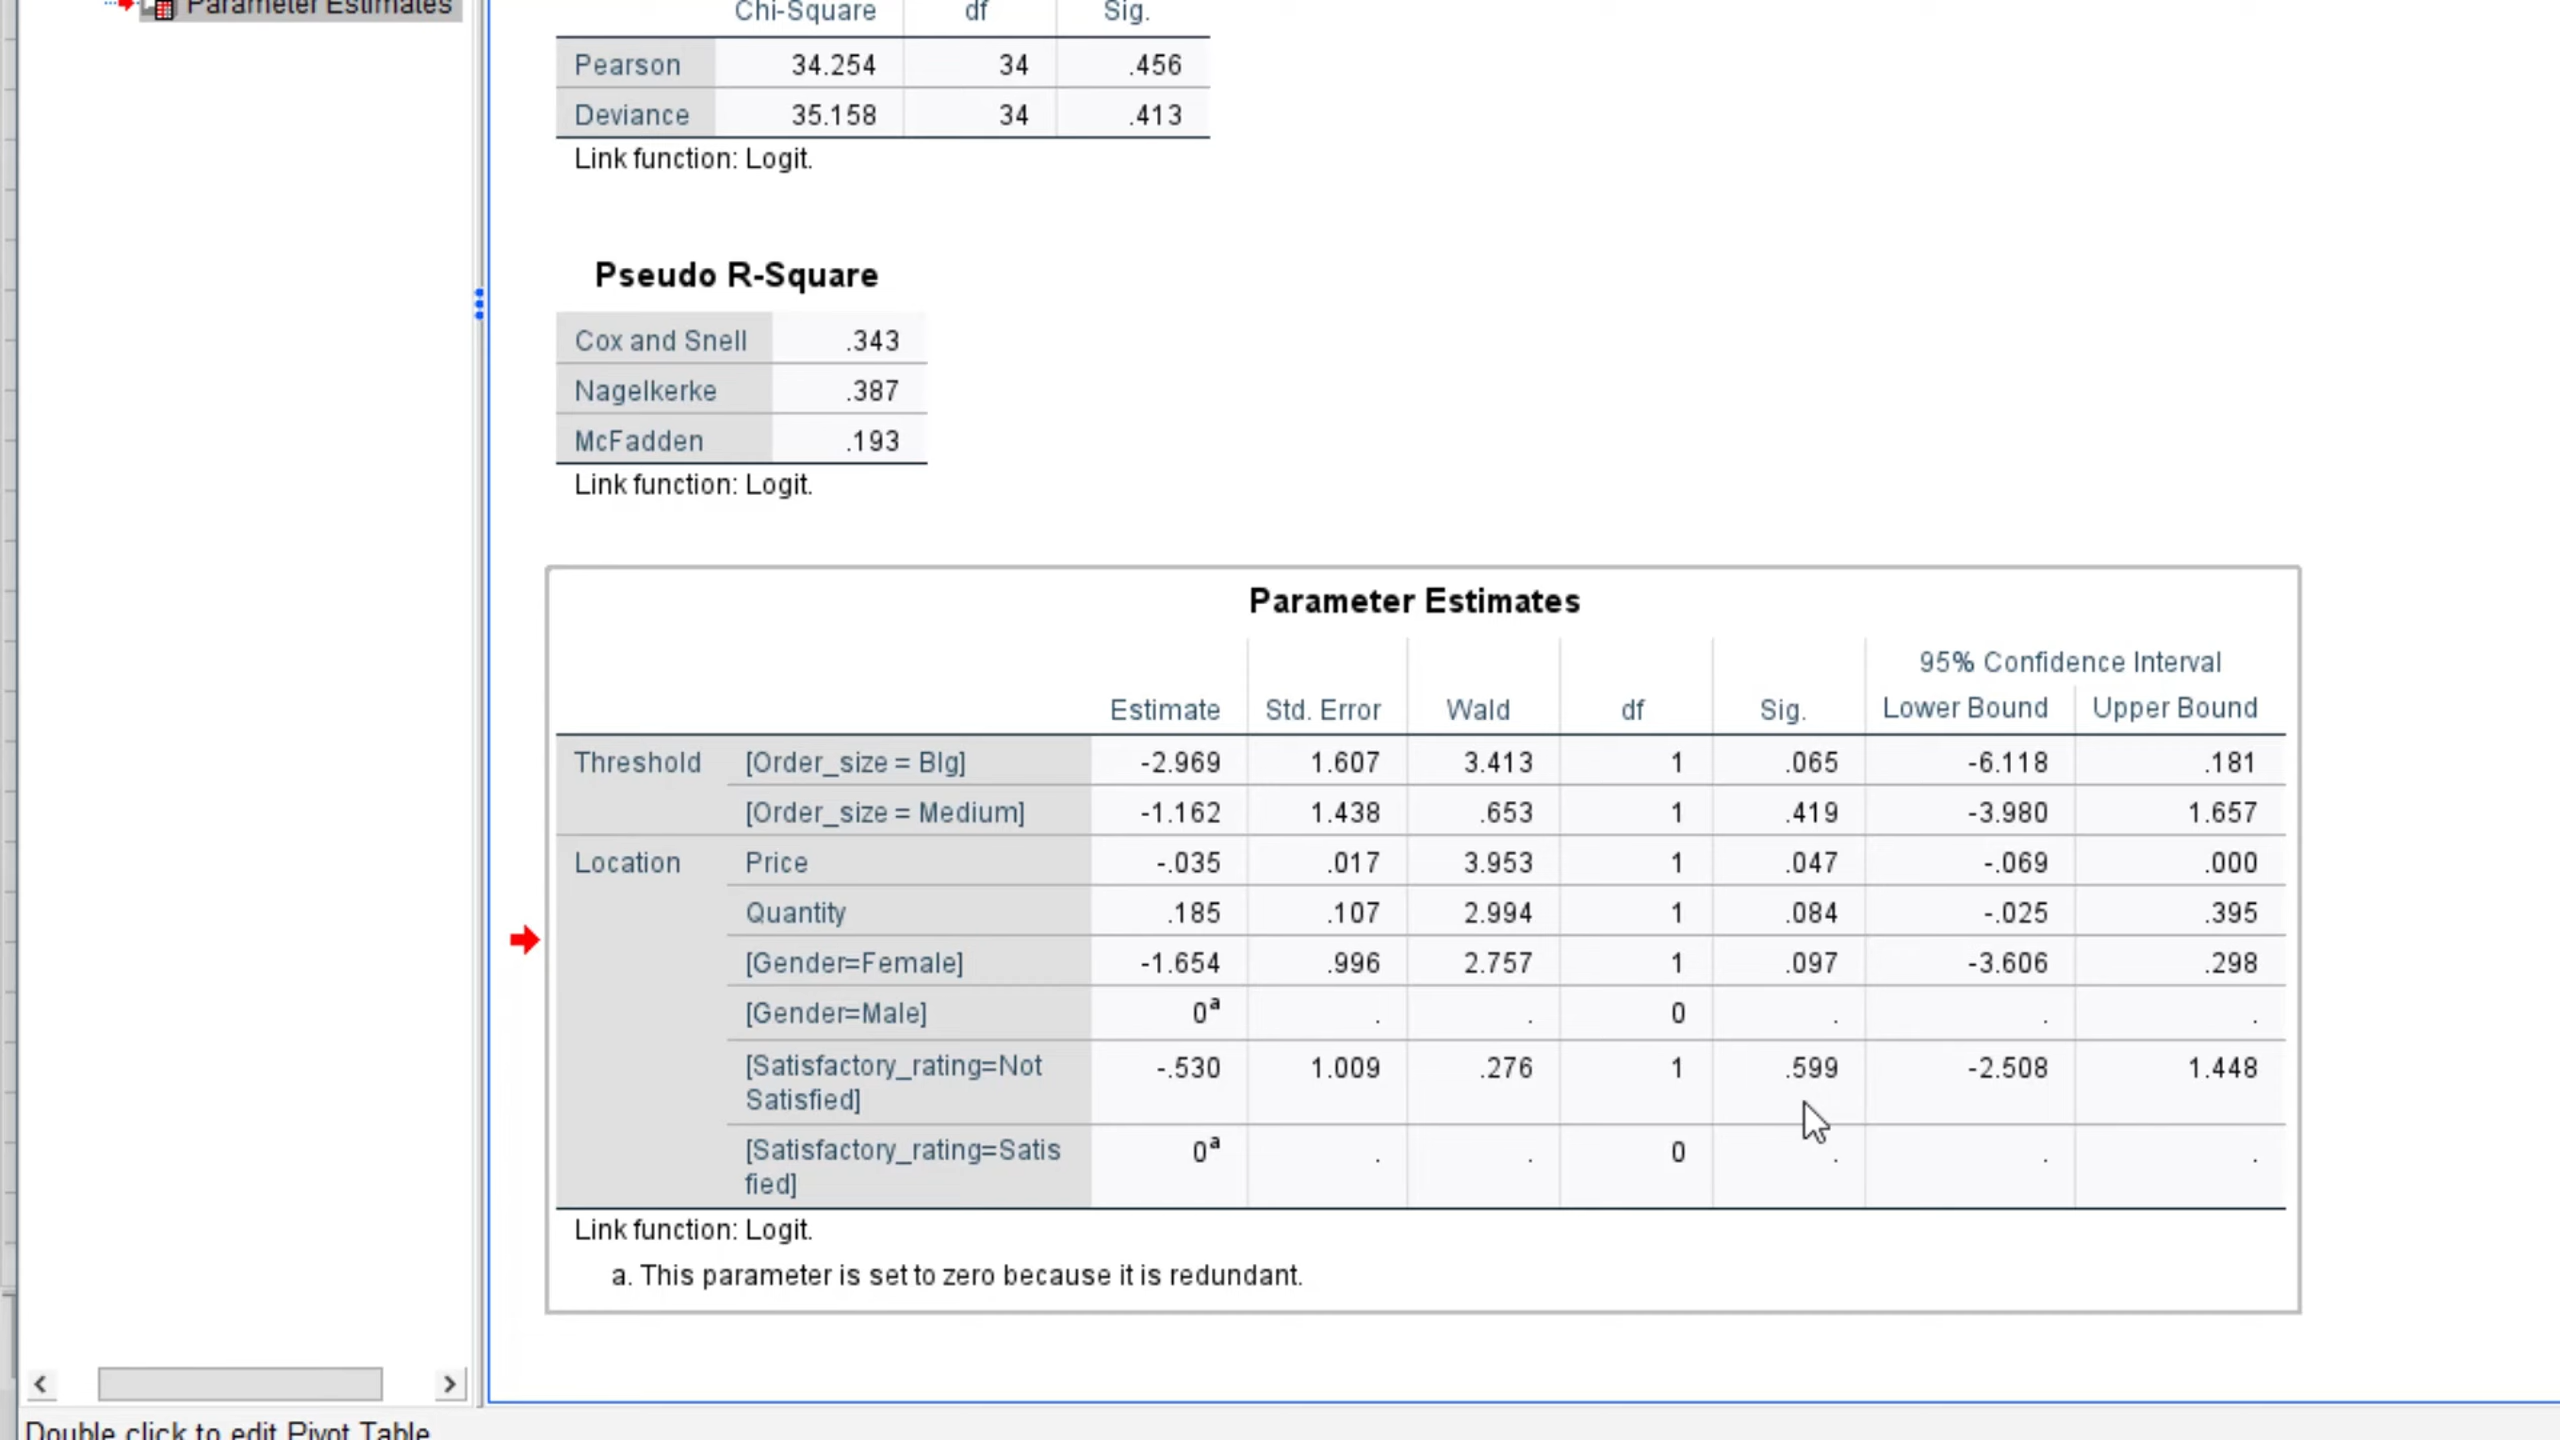 Parameter Estimates
Chi-Square df Sig.
Pearson 34.254 34 .456
Deviance 35.158 34 .413
Link function: Logit.
Pseudo R-Square
Cox and Snell .343
Nagelkerke .387
McFadden .193
Link function: Logit.
Parameter Estimates
95% Confidence Interval
Estimate Std. Error Wald df Sig. Lower Bound Upper Bound
Threshold [Order_size = BIg] -2.969 1.607 3.413 1 .065 -6.118 .181
[Order_size = Medium] -1.162 1.438 .653 1 .419 -3.980 1.657
Location Price -.035 .017 3.953 1 .047 -.069 .000
Quantity .185 .107 2.994 1 .084 -.025 .395
[Gender=Female] -1.654 .996 2.757 1 .097 -3.606 .298
[Gender=Male] 0a . . 0 . . .
[Satisfactory_rating=Not -.530 1.009 .276 1 .599 -2.508 1.448
Satisfied]
[Satisfactory_rating=Satis 0a . . 0 . . .
fied]
Link function: Logit.
a. This parameter is set to zero because it is redundant.
Double click to edit Pivot Table